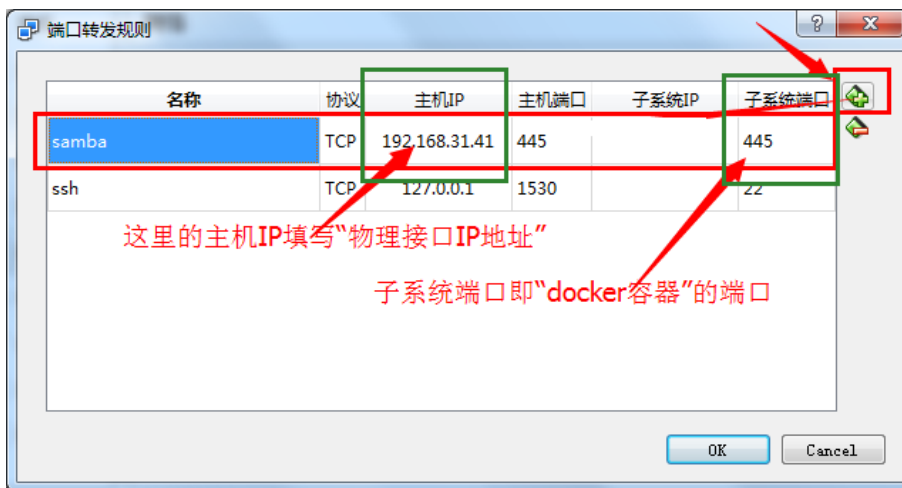 端口转发规则
名称 协议 主机IP 主机端口 子系统IP 子系统端口
samba TCP 192.168.31.41 445 445
ssh TCP 127.0.0.1 1530 22
这里的主机IP填写“物理接口IP地址”
子系统端口即“docker容器”的端口
OK Cancel